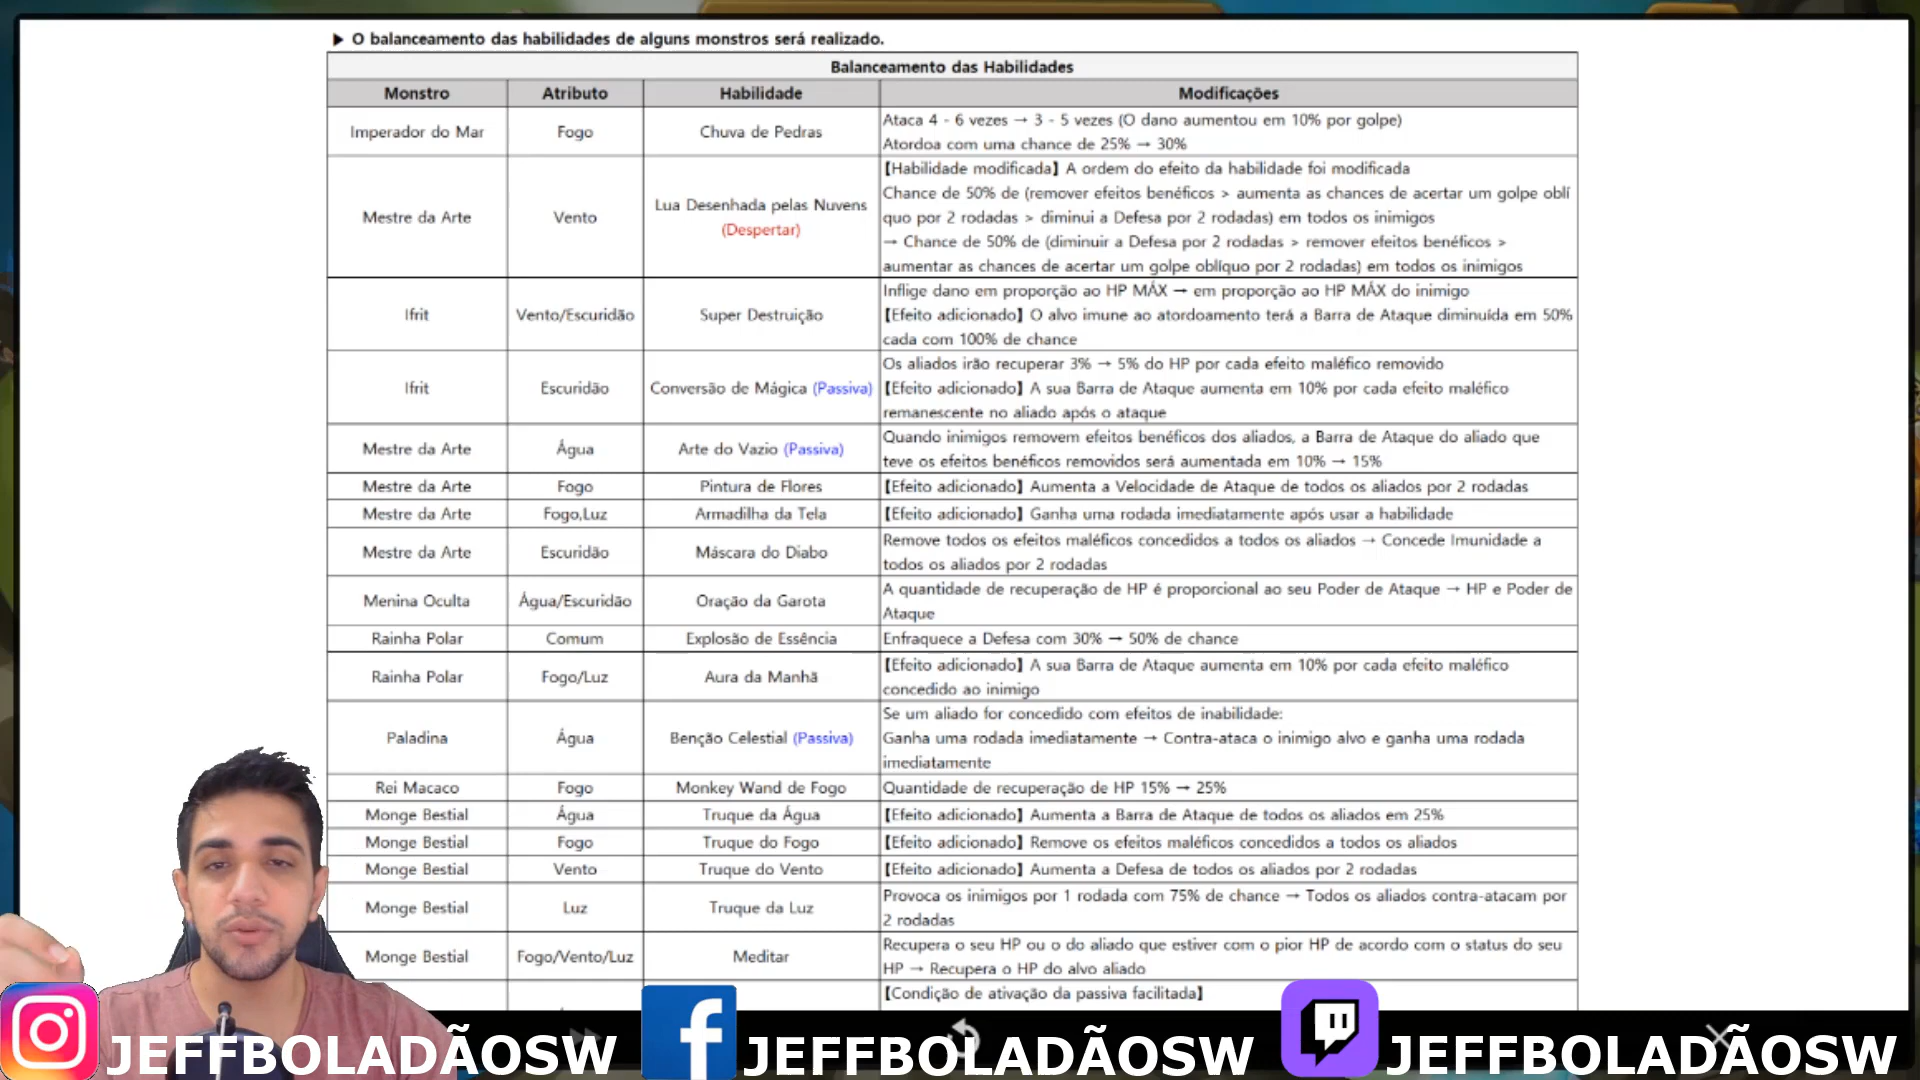 ▶ O balanceamento das habilidades de alguns monstros será realizado.
Balanceamento das Habilidades
Monstro Atributo Habilidade Modificações
Imperador do Mar Fogo Chuva de Pedras Ataca 4 - 6 vezes → 3 - 5 vezes (O dano aumentou em 10% por golpe)
Atordoa com uma chance de 25% → 30%
Mestre da Arte Vento Lua Desenhada pelas Nuvens
(Despertar)
【Habilidade modificada】 A ordem do efeito da habilidade foi modificada
Chance de 50% de (remover efeitos benéficos > aumenta as chances de acertar um golpe oblí
quo por 2 rodadas > diminui a Defesa por 2 rodadas) em todos os inimigos
→ Chance de 50% de (diminuir a Defesa por 2 rodadas > remover efeitos benéficos >
aumentar as chances de acertar um golpe oblíquo por 2 rodadas) em todos os inimigos
Ifrit Vento/Escuridão Super Destruição Inflige dano em proporção ao HP MÁX → em proporção ao HP MÁX do inimigo
【Efeito adicionado】 O alvo imune ao atordoamento terá a Barra de Ataque diminuída em 50%
cada com 100% de chance
Ifrit Escuridão Conversão de Mágica (Passiva) Os aliados irão recuperar 3% → 5% do HP por cada efeito maléfico removido
【Efeito adicionado】 A sua Barra de Ataque aumenta em 10% por cada efeito maléfico
remanescente no aliado após o ataque
Mestre da Arte Água Arte do Vazio (Passiva) Quando inimigos removem efeitos benéficos dos aliados, a Barra de Ataque do aliado que
teve os efeitos benéficos removidos será aumentada em 10% → 15%
Mestre da Arte Fogo Pintura de Flores 【Efeito adicionado】 Aumenta a Velocidade de Ataque de todos os aliados por 2 rodadas
Mestre da Arte Fogo,Luz Armadilha da Tela 【Efeito adicionado】 Ganha uma rodada imediatamente após usar a habilidade
Mestre da Arte Escuridão Máscara do Diabo Remove todos os efeitos maléficos concedidos a todos os aliados → Concede Imunidade a
todos os aliados por 2 rodadas
Menina Oculta Água/Escuridão Oração da Garota A quantidade de recuperação de HP é proporcional ao seu Poder de Ataque → HP e Poder de
Ataque
Rainha Polar Comum Explosão de Essência Enfraquece a Defesa com 30% → 50% de chance
Rainha Polar Fogo/Luz Aura da Manhã 【Efeito adicionado】 A sua Barra de Ataque aumenta em 10% por cada efeito maléfico
concedido ao inimigo
Paladina Água Benção Celestial (Passiva) Se um aliado for concedido com efeitos de inabilidade:
Ganha uma rodada imediatamente → Contra-ataca o inimigo alvo e ganha uma rodada
imediatamente
Rei Macaco Fogo Monkey Wand de Fogo Quantidade de recuperação de HP 15% → 25%
Monge Bestial Água Truque da Água 【Efeito adicionado】 Aumenta a Barra de Ataque de todos os aliados em 25%
Monge Bestial Fogo Truque do Fogo 【Efeito adicionado】 Remove os efeitos maléficos concedidos a todos os aliados
Monge Bestial Vento Truque do Vento 【Efeito adicionado】 Aumenta a Defesa de todos os aliados por 2 rodadas
Monge Bestial Luz Truque da Luz Provoca os inimigos por 1 rodada com 75% de chance → Todos os aliados contra-atacam por
2 rodadas
Monge Bestial Fogo/Vento/Luz Meditar Recupera o seu HP ou o do aliado que estiver com o pior HP de acordo com o status do seu
HP → Recupera o HP do alvo aliado
【Condição de ativação da passiva facilitada】
JEFFBOLADÃOSW JEFFBOLADÃOSW JEFFBOLADÃOSW